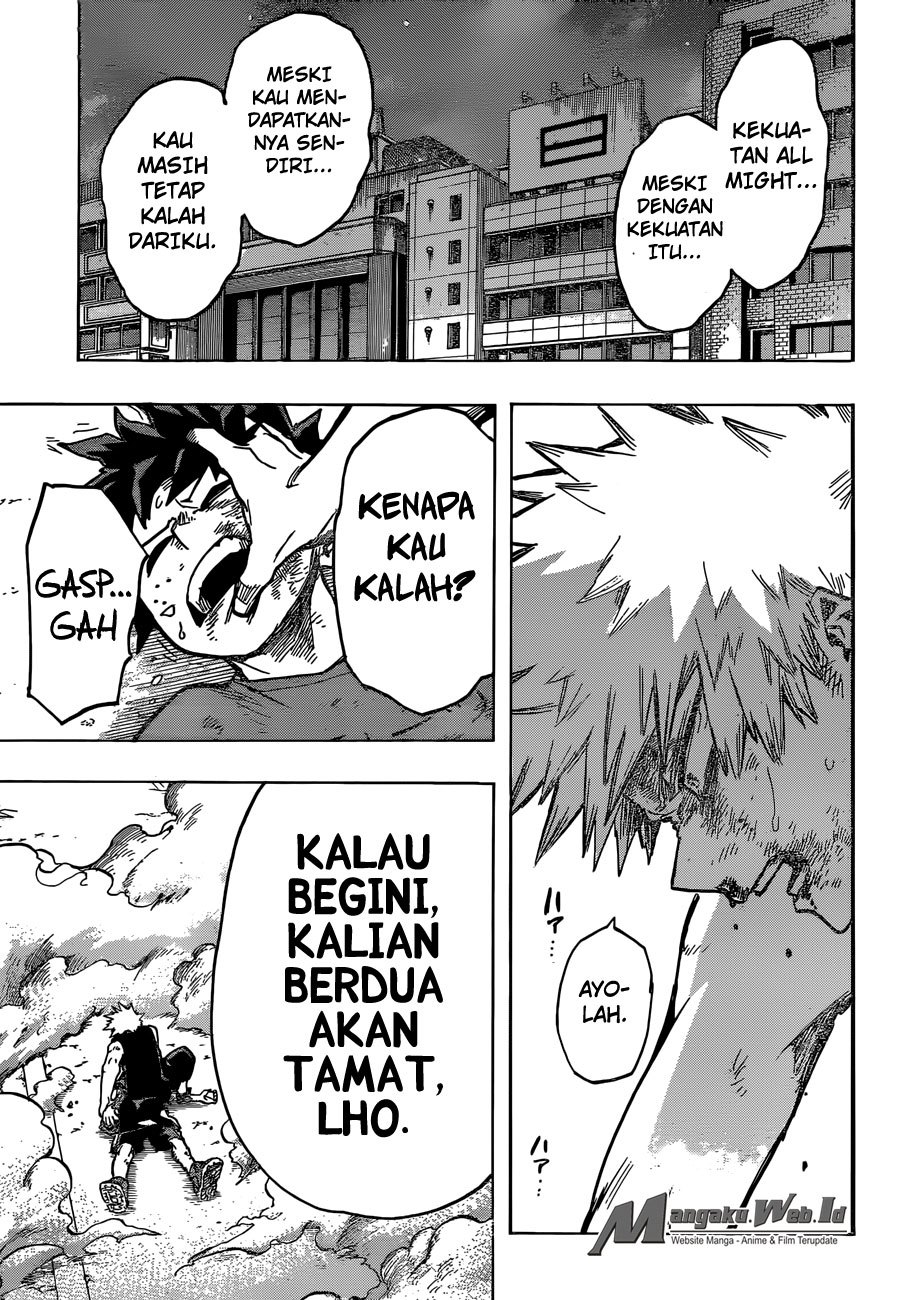 KEKUA-
TAN ALL
MIGHT...
MESKI
DENGAN
KEKUATAN
ITU...
MESKI
KAU MEN-
DAPATKAN-
NYA SEN-
DIRI...
KAU
MASIH
TETAP
KALAH
DARIKU.
KENAPA
KAU
KALAH?
GASP...
GAH
ハァ…
AYO-
LAH.
ハァ…
KALAU
BEGINI,
KALIAN
BERDUA
AKAN
TAMAT,
LHO.
Mangaku.Web.Id
Website Manga - Anime & Film Terupdate